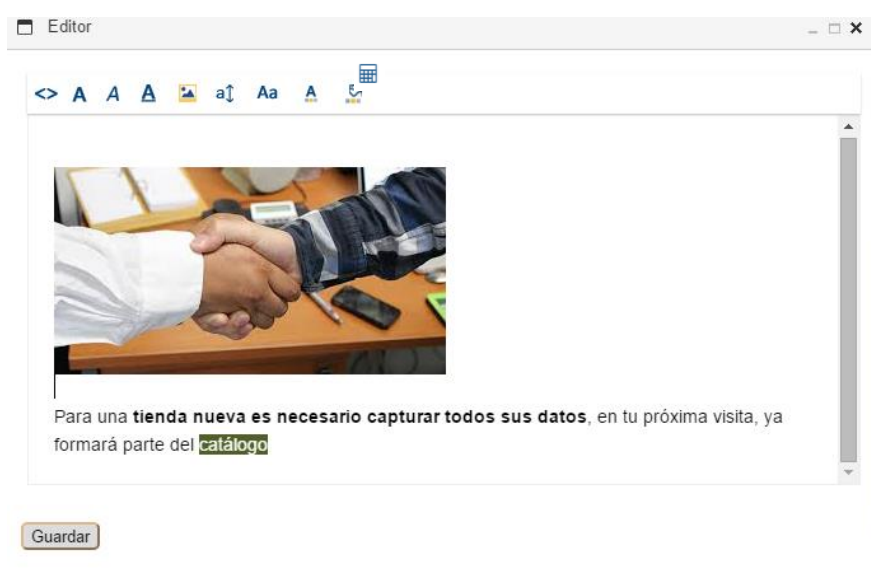 Editor
<> A A A a Aa A
Para una tienda nueva es necesario capturar todos sus datos, en tu próxima visita, ya
formará parte del catálogo
Guardar